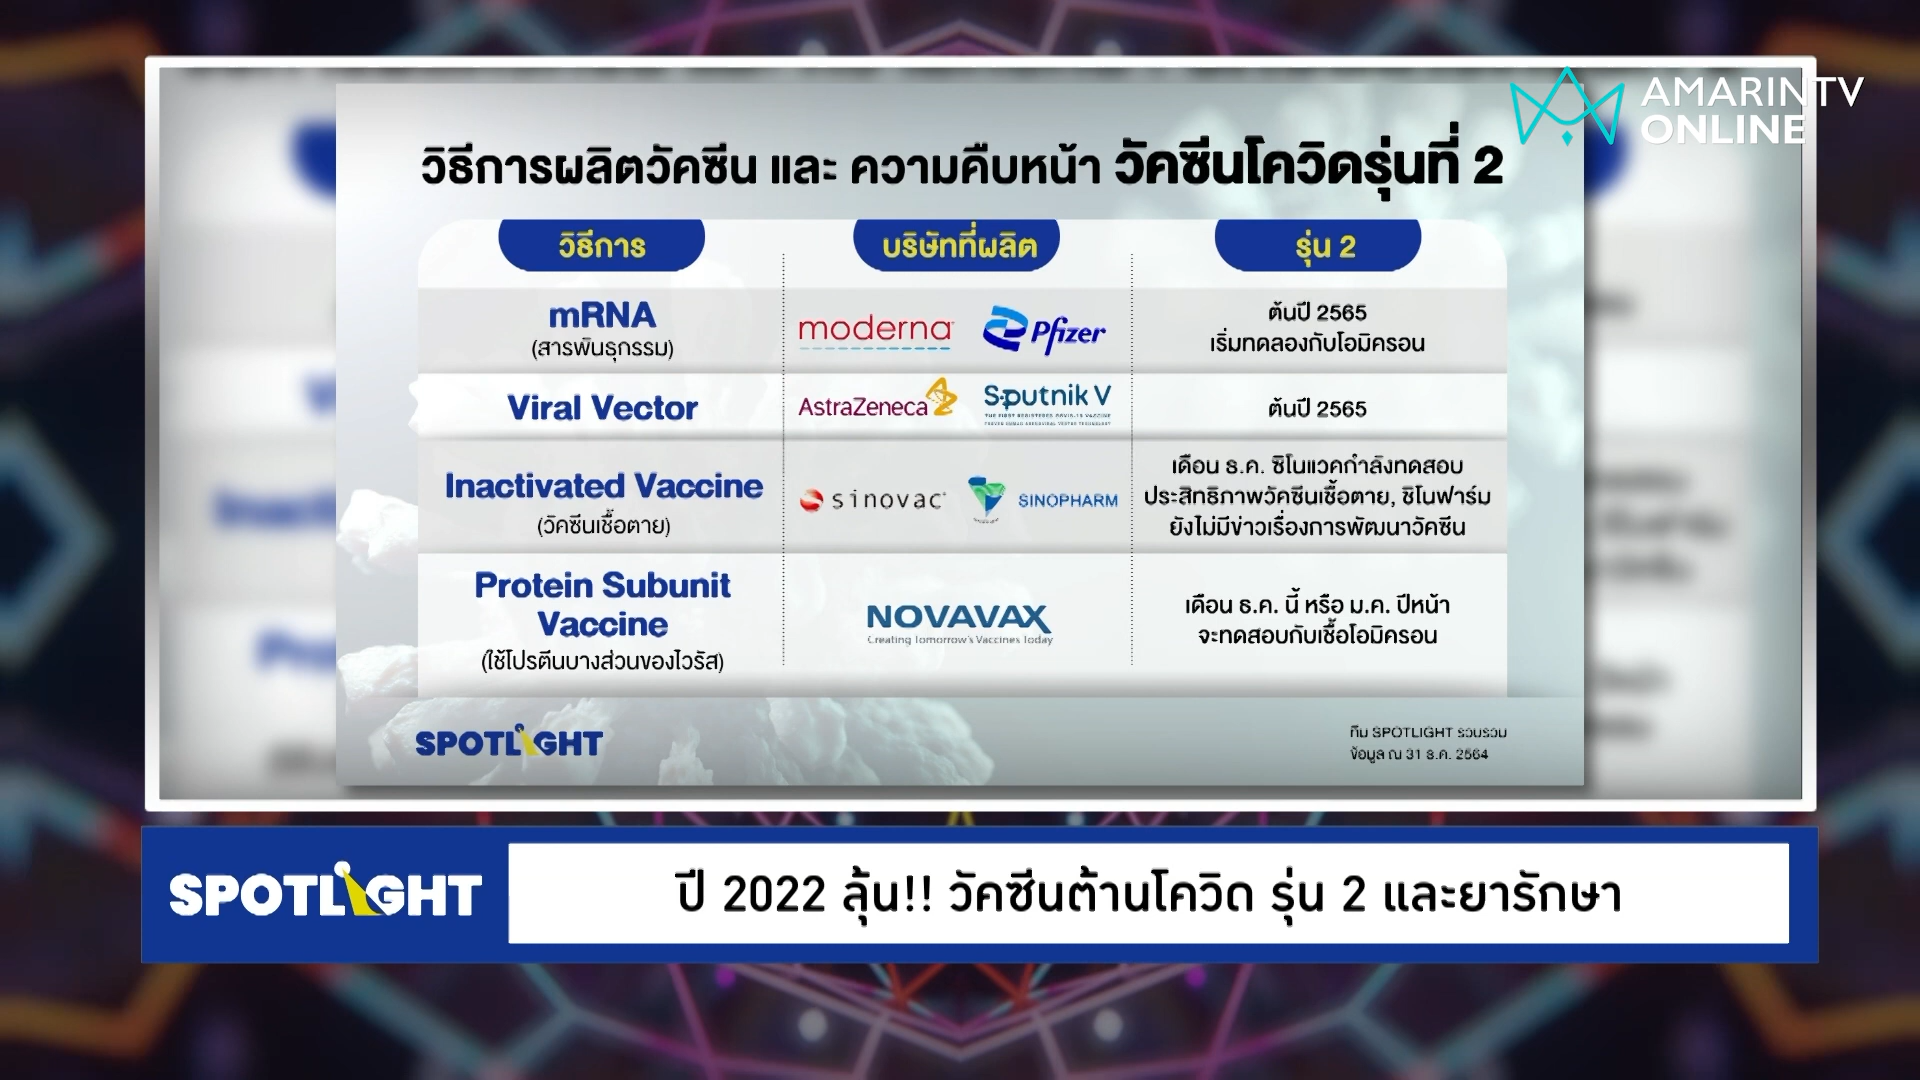 AMARINTV
ONLINE
วิธีการผลิตวัคซีน และ ความคืบหน้า วัคซีนโควิดรุ่นที่ 2
วิธีการ
บริษัทที่ผลิต
รุ่น 2
mRNA
(สารพันธุกรรม)
moderna
Pfizer
ต้นปี 2565
เริ่มทดลองกับโอมิครอน
Viral Vector
AstraZeneca
Sputnik V
THE FIRST REGISTERED COVID-19 VACCINE
ต้นปี 2565
Inactivated Vaccine
(วัคซีนเชื้อตาย)
sinovac
SINOPHARM
เดือน ธ.ค. ซิโนแวคกำลังทดสอบ
ประสิทธิภาพวัคซีนเชื้อตาย, ซิโนฟาร์ม
ยังไม่มีข่าวเรื่องการพัฒนาวัคซีน
Protein Subunit
Vaccine
(ใช้โปรตีนบางส่วนของไวรัส)
NOVAVAX
Creating Tomorrow's Vaccines Today
เดือน ธ.ค. นี้ หรือ ม.ค. ปีหน้า
จะทดสอบกับเชื้อโอมิครอน
SPOTLIGHT
ทีม SPOTLIGHT รวบรวม
ข้อมูล ณ 31 ธ.ค. 2564
SPOTLIGHT
ปี 2022 ลุ้น!! วัคซีนต้านโควิด รุ่น 2 และยารักษา